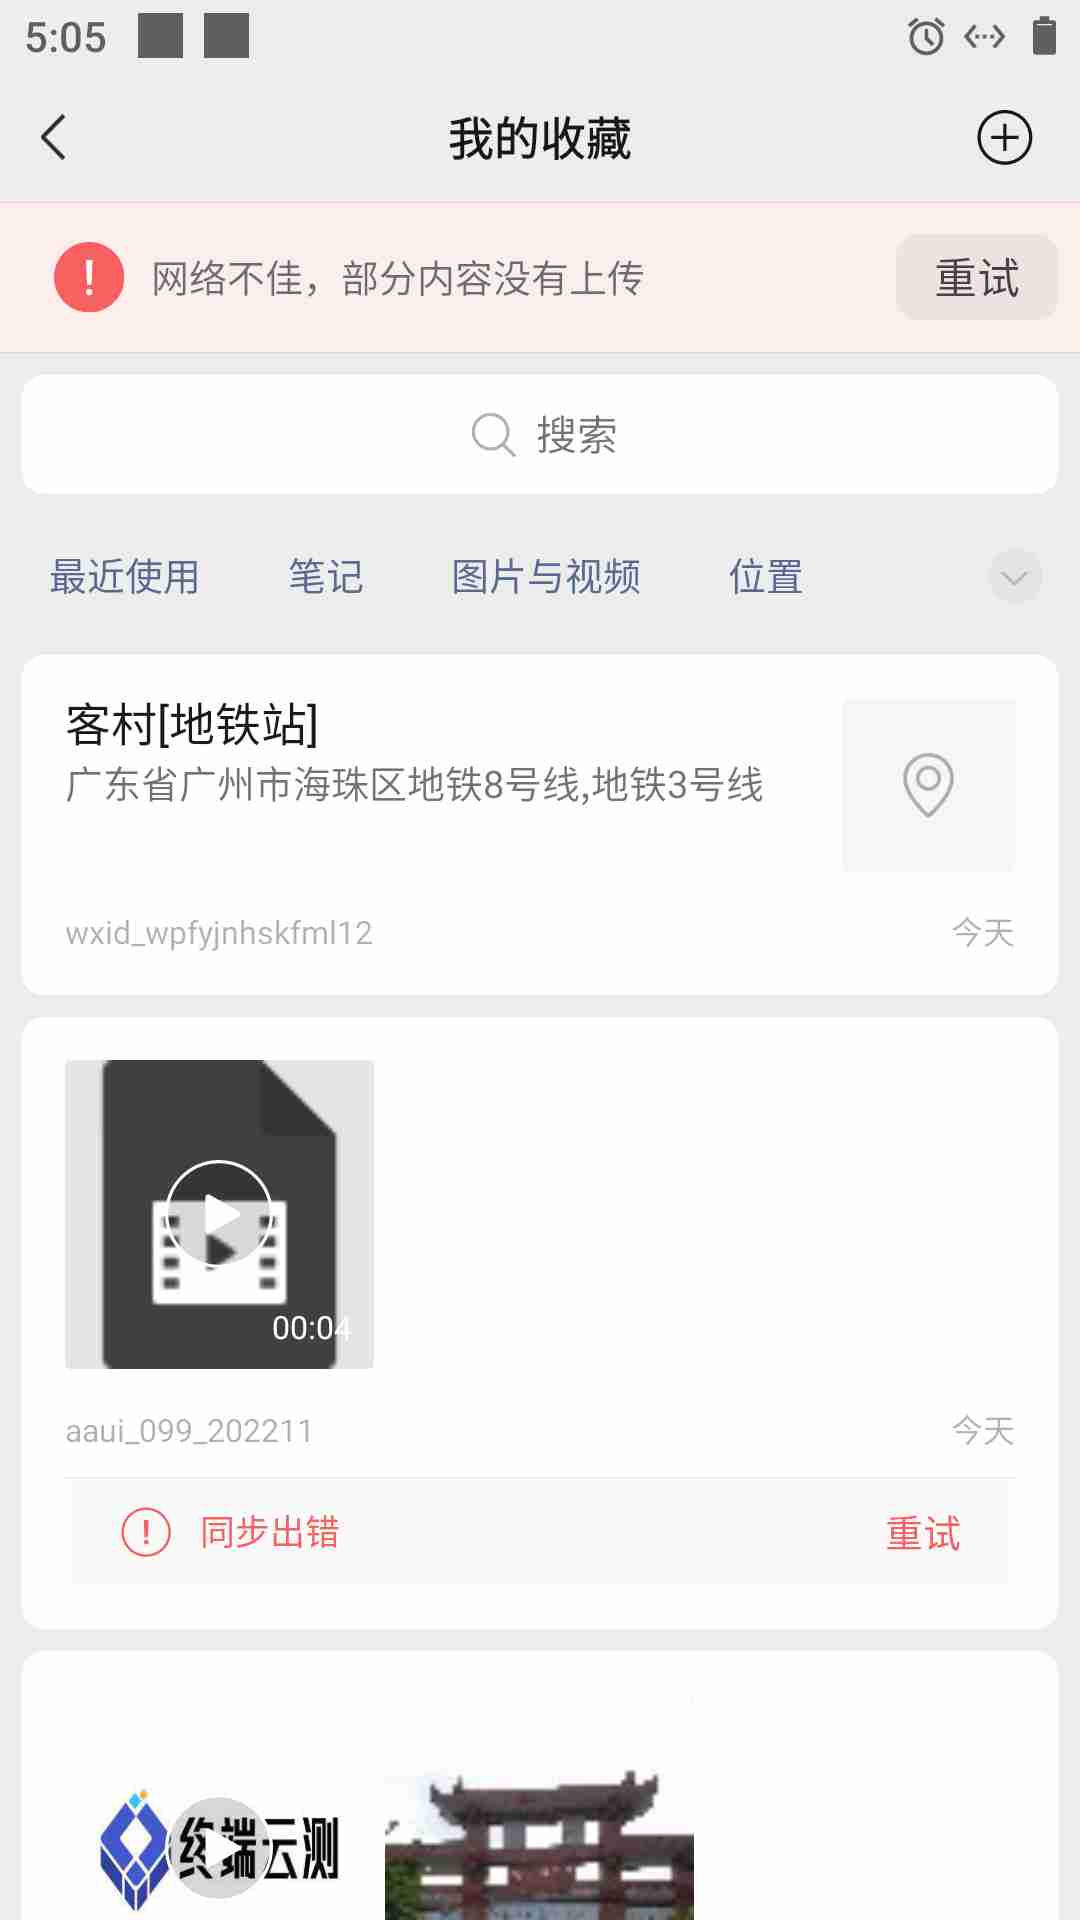 5:05
我的收藏
网络不佳，部分内容没有上传
重试
搜索
最近使用 笔记 图片与视频 位置
客村[地铁站]
广东省广州市海珠区地铁8号线,地铁3号线
wxid_wpfyjnhskfml12 今天
00:04
aaui_099_202211 今天
同步出错 重试
终端云测